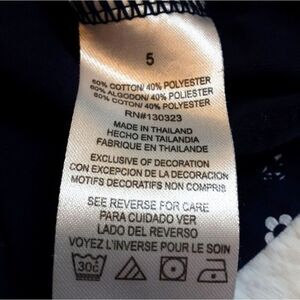 5
60% COTTON/ 40% POLYESTER
60% ALGODON/ 40% POLIESTER
60% COTON/ 40% POLYESTER
RN#130323
MADE IN THAILAND
HECHO EN TAILANDIA
FABRIQUE EN THAILANDE
EXCLUSIVE OF DECORATION
CON EXCEPCION DE LA DECORACION
MOTIFS DECORATIFS NON COMPRIS
SEE REVERSE FOR CARE
PARA CUIDADO VER
LADO DEL REVERSO
VOYEZ L'INVERSE POUR LE SOIN
30c